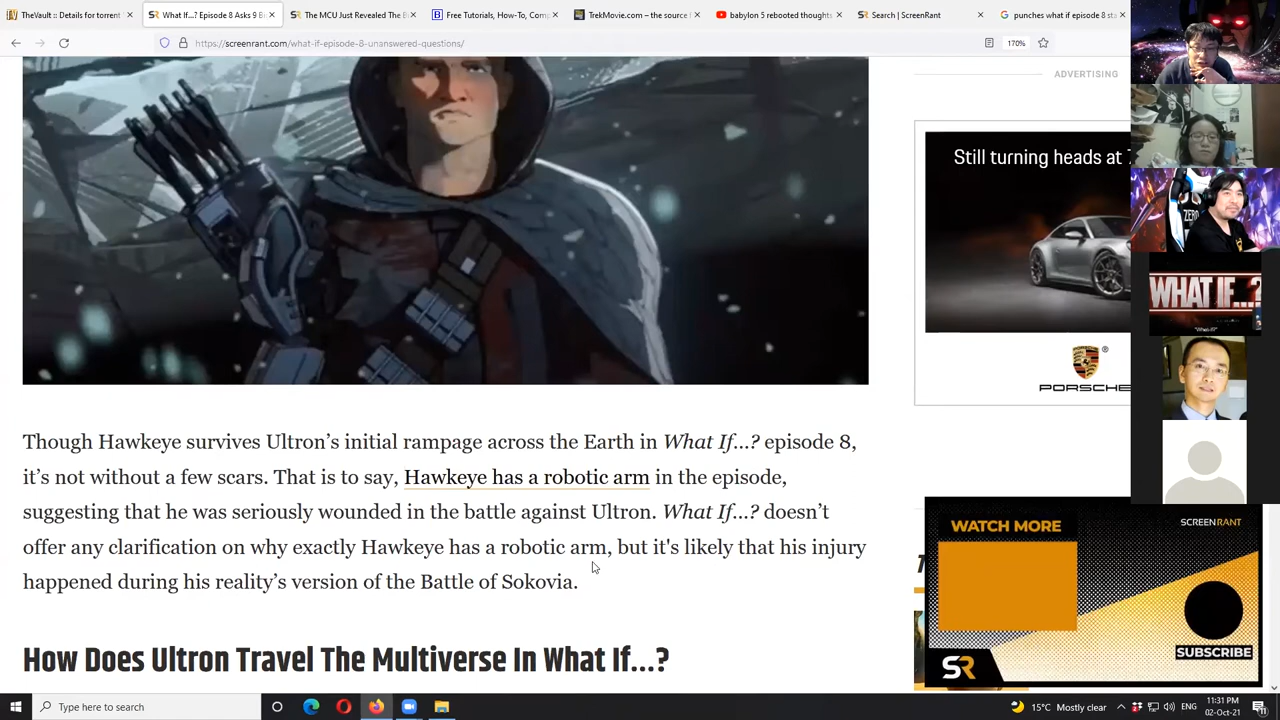 TheVault :: Details for torrent
What If...? Episode 8 Asks 9 B
The MCU Just Revealed The B
Free Tutorials, How-To, Comp
TrekMovie.com – the source
babylon 5 rebooted thoughts
Search | ScreenRant
punches what if episode 8 sta
https://screenrant.com/what-if-episode-8-unanswered-questions/
170%
ADVERTISING
Still turning heads at
ZERO
WHAT IF...?
PORSCHE
Though Hawkeye survives Ultron's initial rampage across the Earth in What If...? episode 8,
it's not without a few scars. That is to say, Hawkeye has a robotic arm in the episode,
suggesting that he was seriously wounded in the battle against Ultron. What If...? doesn't
offer any clarification on why exactly Hawkeye has a robotic arm, but it's likely that his injury
happened during his reality's version of the Battle of Sokovia.
WATCH MORE
SCREENRANT
SUBSCRIBE
SR
How Does Ultron Travel The Multiverse In What If...?
Type here to search
15°C Mostly clear
ENG
11:31 PM
02-Oct-21